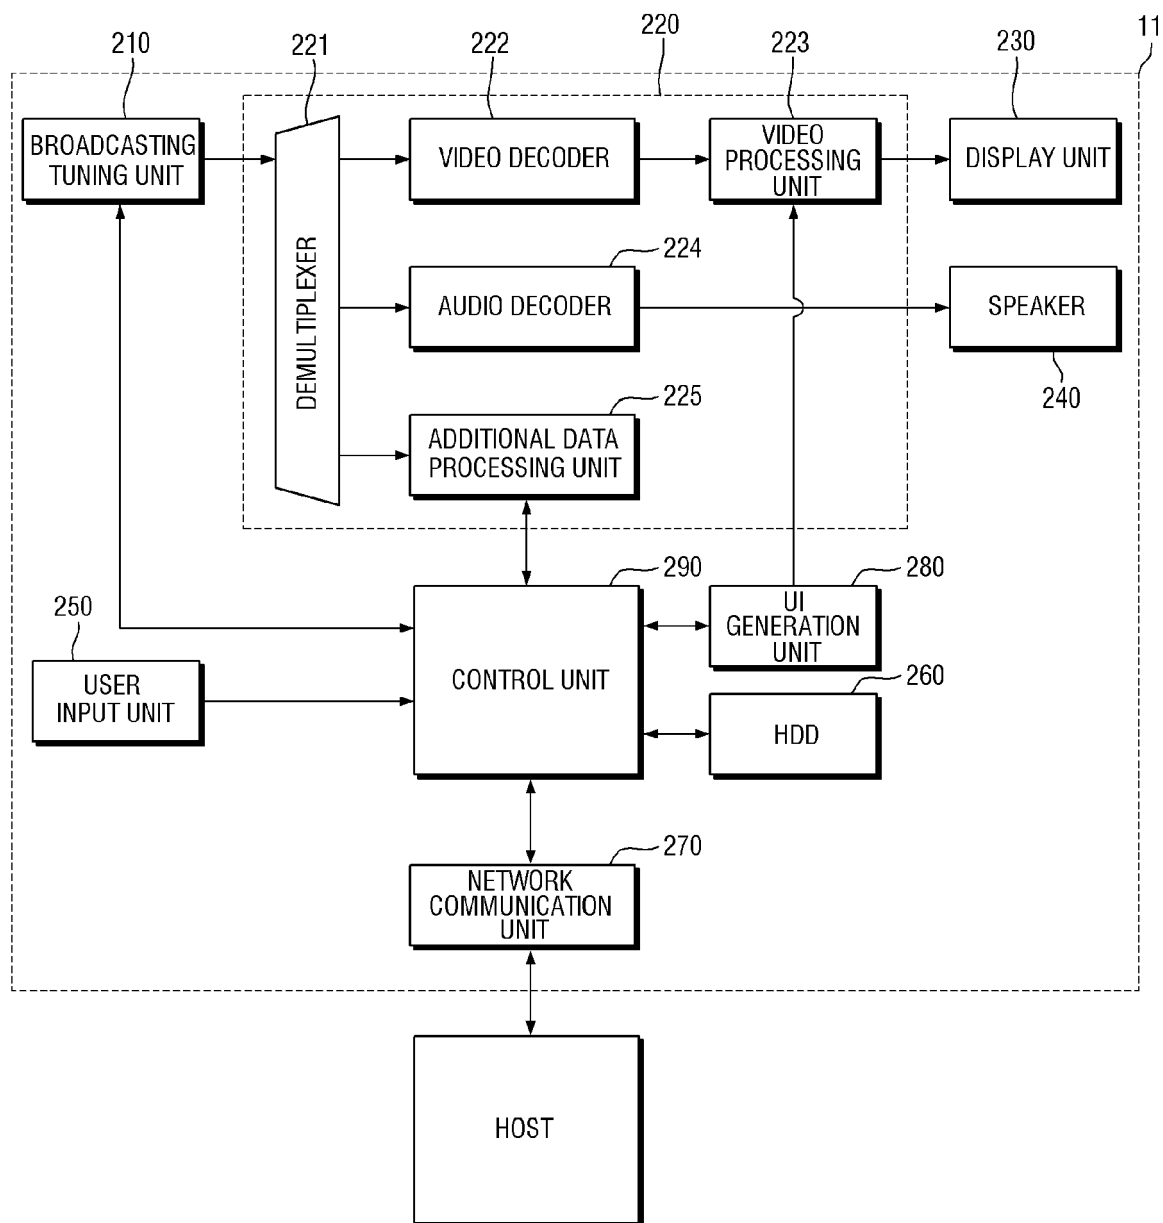 210
221
222
220
223
230
11
BROADCASTING
TUNING UNIT
DEMULTIPLEXER
VIDEO DECODER
VIDEO
PROCESSING
UNIT
DISPLAY UNIT
224
AUDIO DECODER
SPEAKER
240
225
ADDITIONAL DATA
PROCESSING UNIT
290
280
250
UI
GENERATION
UNIT
USER
INPUT UNIT
CONTROL UNIT
260
HDD
270
NETWORK
COMMUNICATION
UNIT
HOST